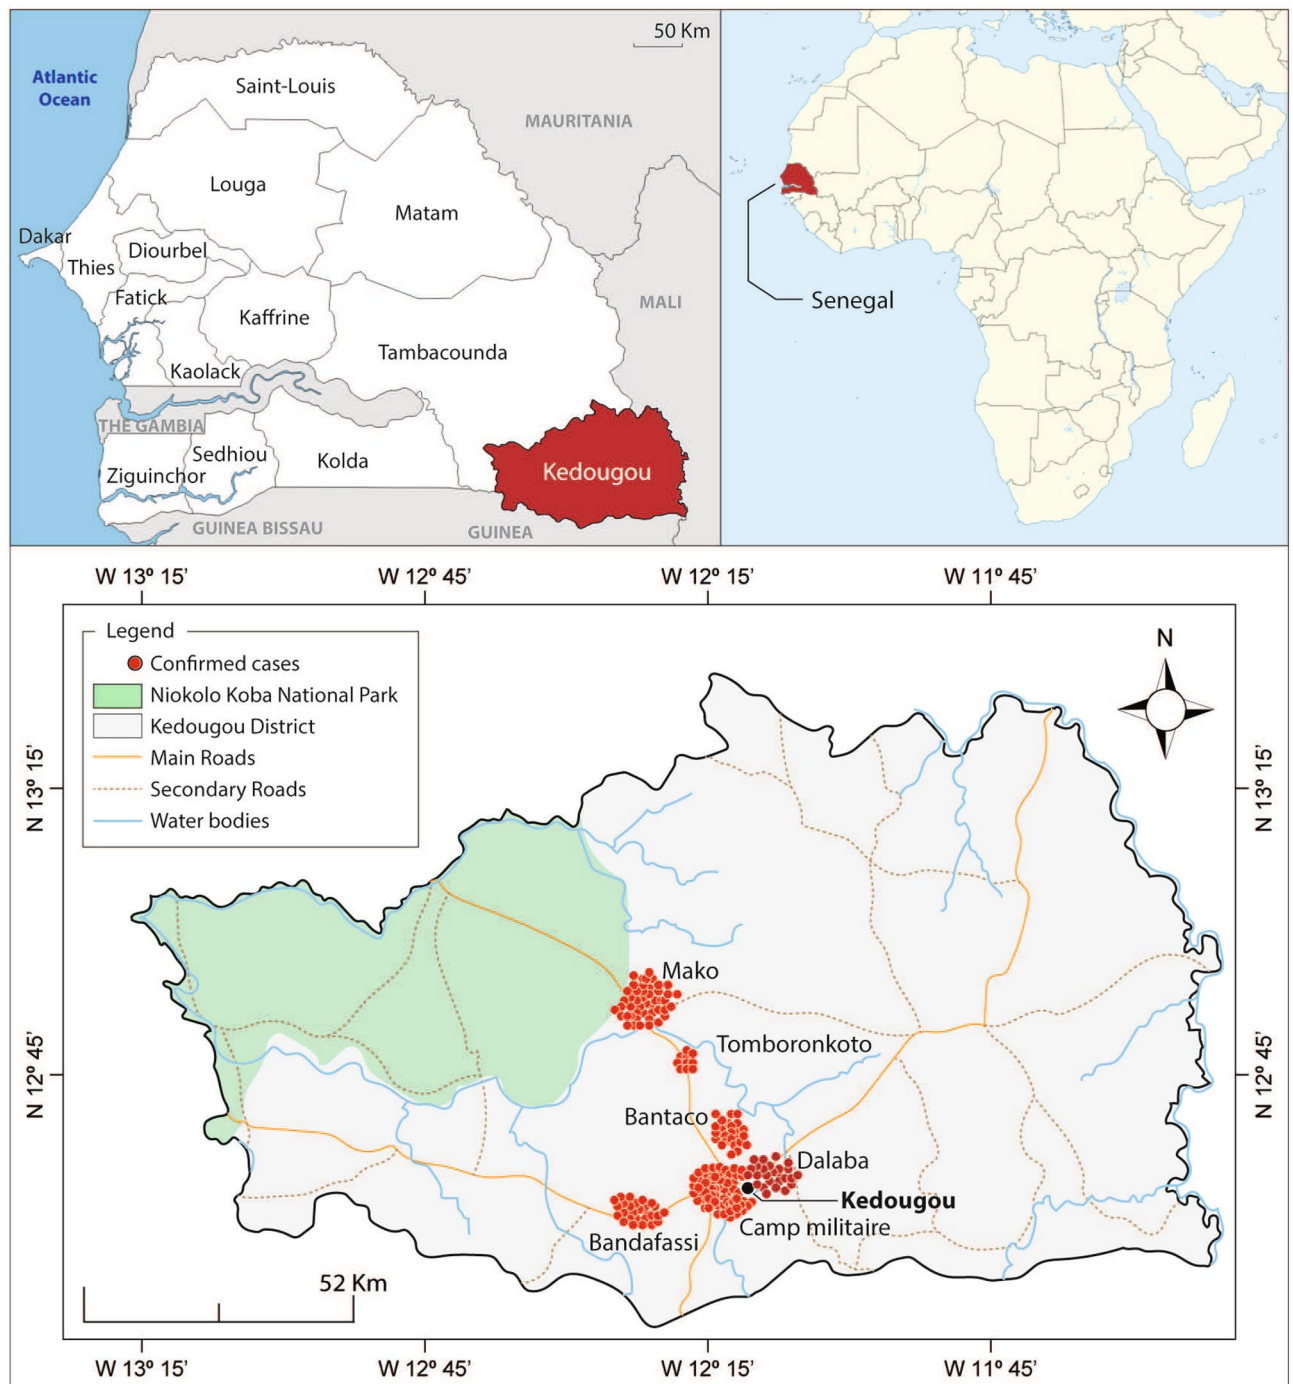 50 Km
Atlantic
Ocean
Saint-Louis
MAURITANIA
Louga
Matam
Dakar
Diourbel
Thies
Fatick
MALI
Kaffrine
Senegal
Tambacounda
Kaolack
THE GAMBIA
Sedhiou
Kolda
Ziguinchor
Kedougou
GUINEA BISSAU
GUINEA
W 13º 15’
W 12º 45’
W 12º 15’
W 11º 45’
Legend
Confirmed cases
Niokolo Koba National Park
Kedougou District
Main Roads
Secondary Roads
Water bodies
N
N 13º 15’
N 13º 15’
Mako
Tomboronkoto
N 12º 45’
N 12º 45’
Bantaco
Dalaba
Kedougou
Camp militaire
Bandafassi
52 Km
W 13º 15’
W 12º 45’
W 12º 15’
W 11º 45’